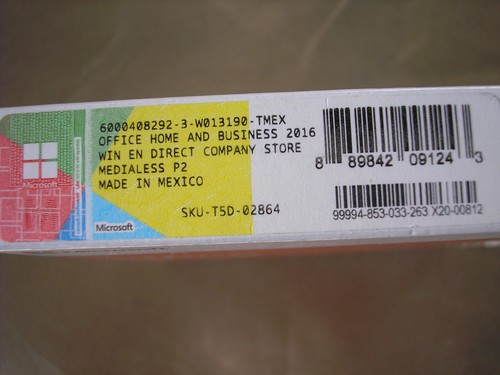 6000408292-3-W013190-TMEX
OFFICE HOME AND BUSINESS 2016
WIN EN DIRECT COMPANY STORE
MEDIALESS P2
MADE IN MEXICO
SKU-T5D-02864
Microsoft
Microsoft
8 89842 09124 3
99994-853-033-263 X20-00812